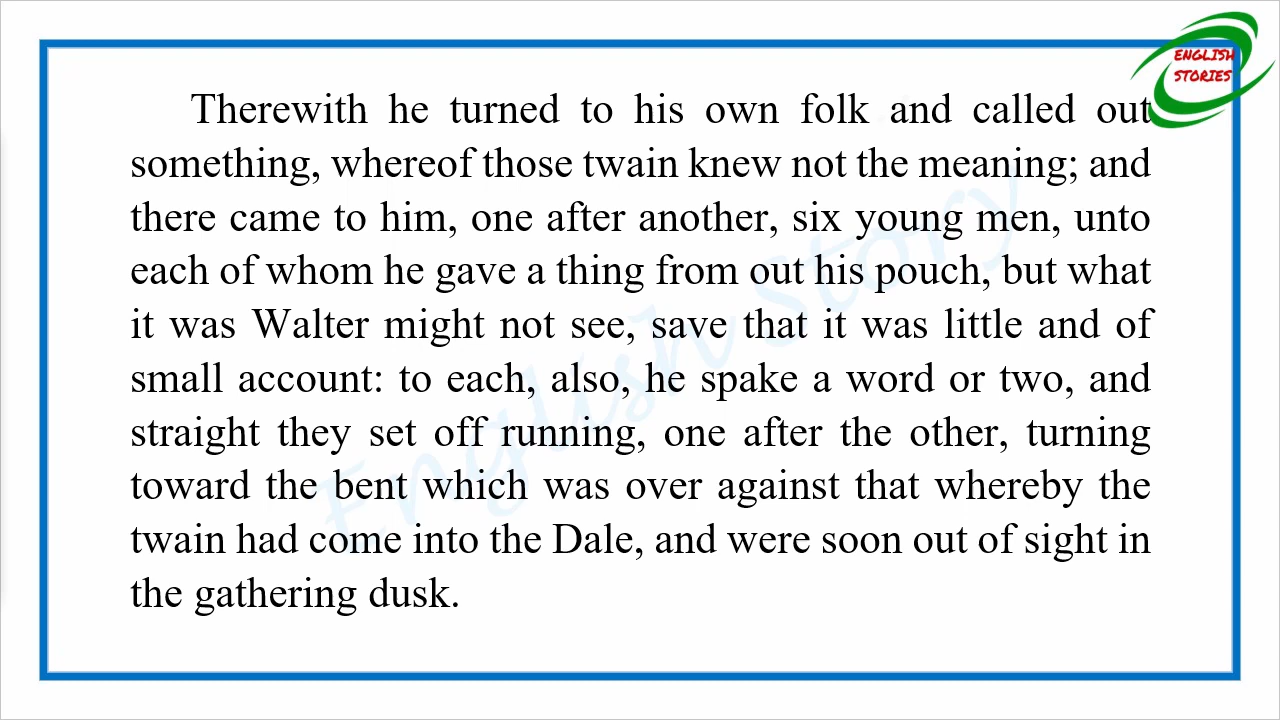 ENGLISH
STORIES
Therewith he turned to his own folk and called out
something, whereof those twain knew not the meaning; and
there came to him, one after another, six young men, unto
each of whom he gave a thing from out his pouch, but what
it was Walter might not see, save that it was little and of
small account: to each, also, he spake a word or two, and
straight they set off running, one after the other, turning
toward the bent which was over against that whereby the
twain had come into the Dale, and were soon out of sight in
the gathering dusk.
English Story